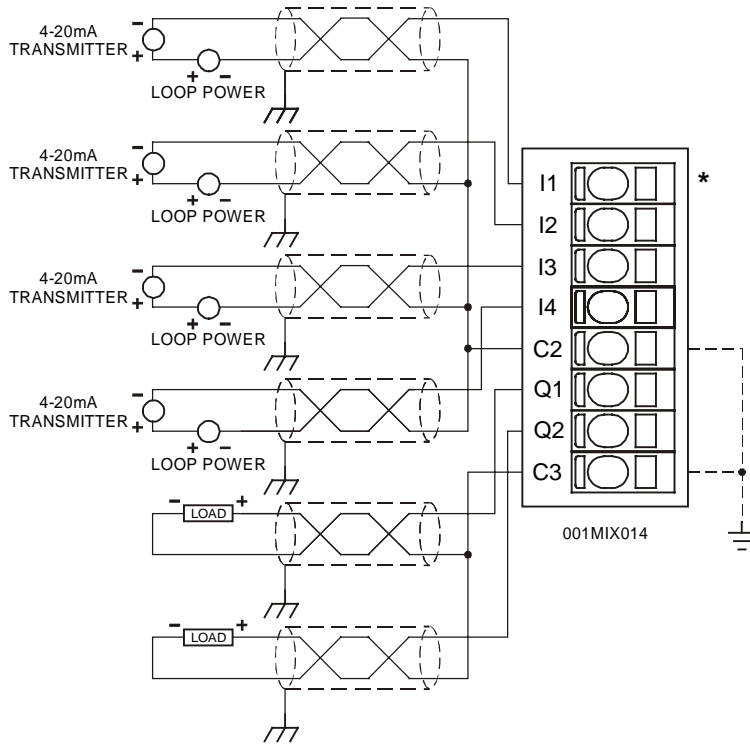 -
4-20mA
TRANSMITTER +
+ -
LOOP POWER
-
4-20mA
TRANSMITTER +
+ -
LOOP POWER
-
4-20mA
TRANSMITTER +
+ -
LOOP POWER
-
4-20mA
TRANSMITTER +
+ -
LOOP POWER
- LOAD +
- LOAD +
I1 *
I2
I3
I4
C2
Q1
Q2
C3
001MIX014